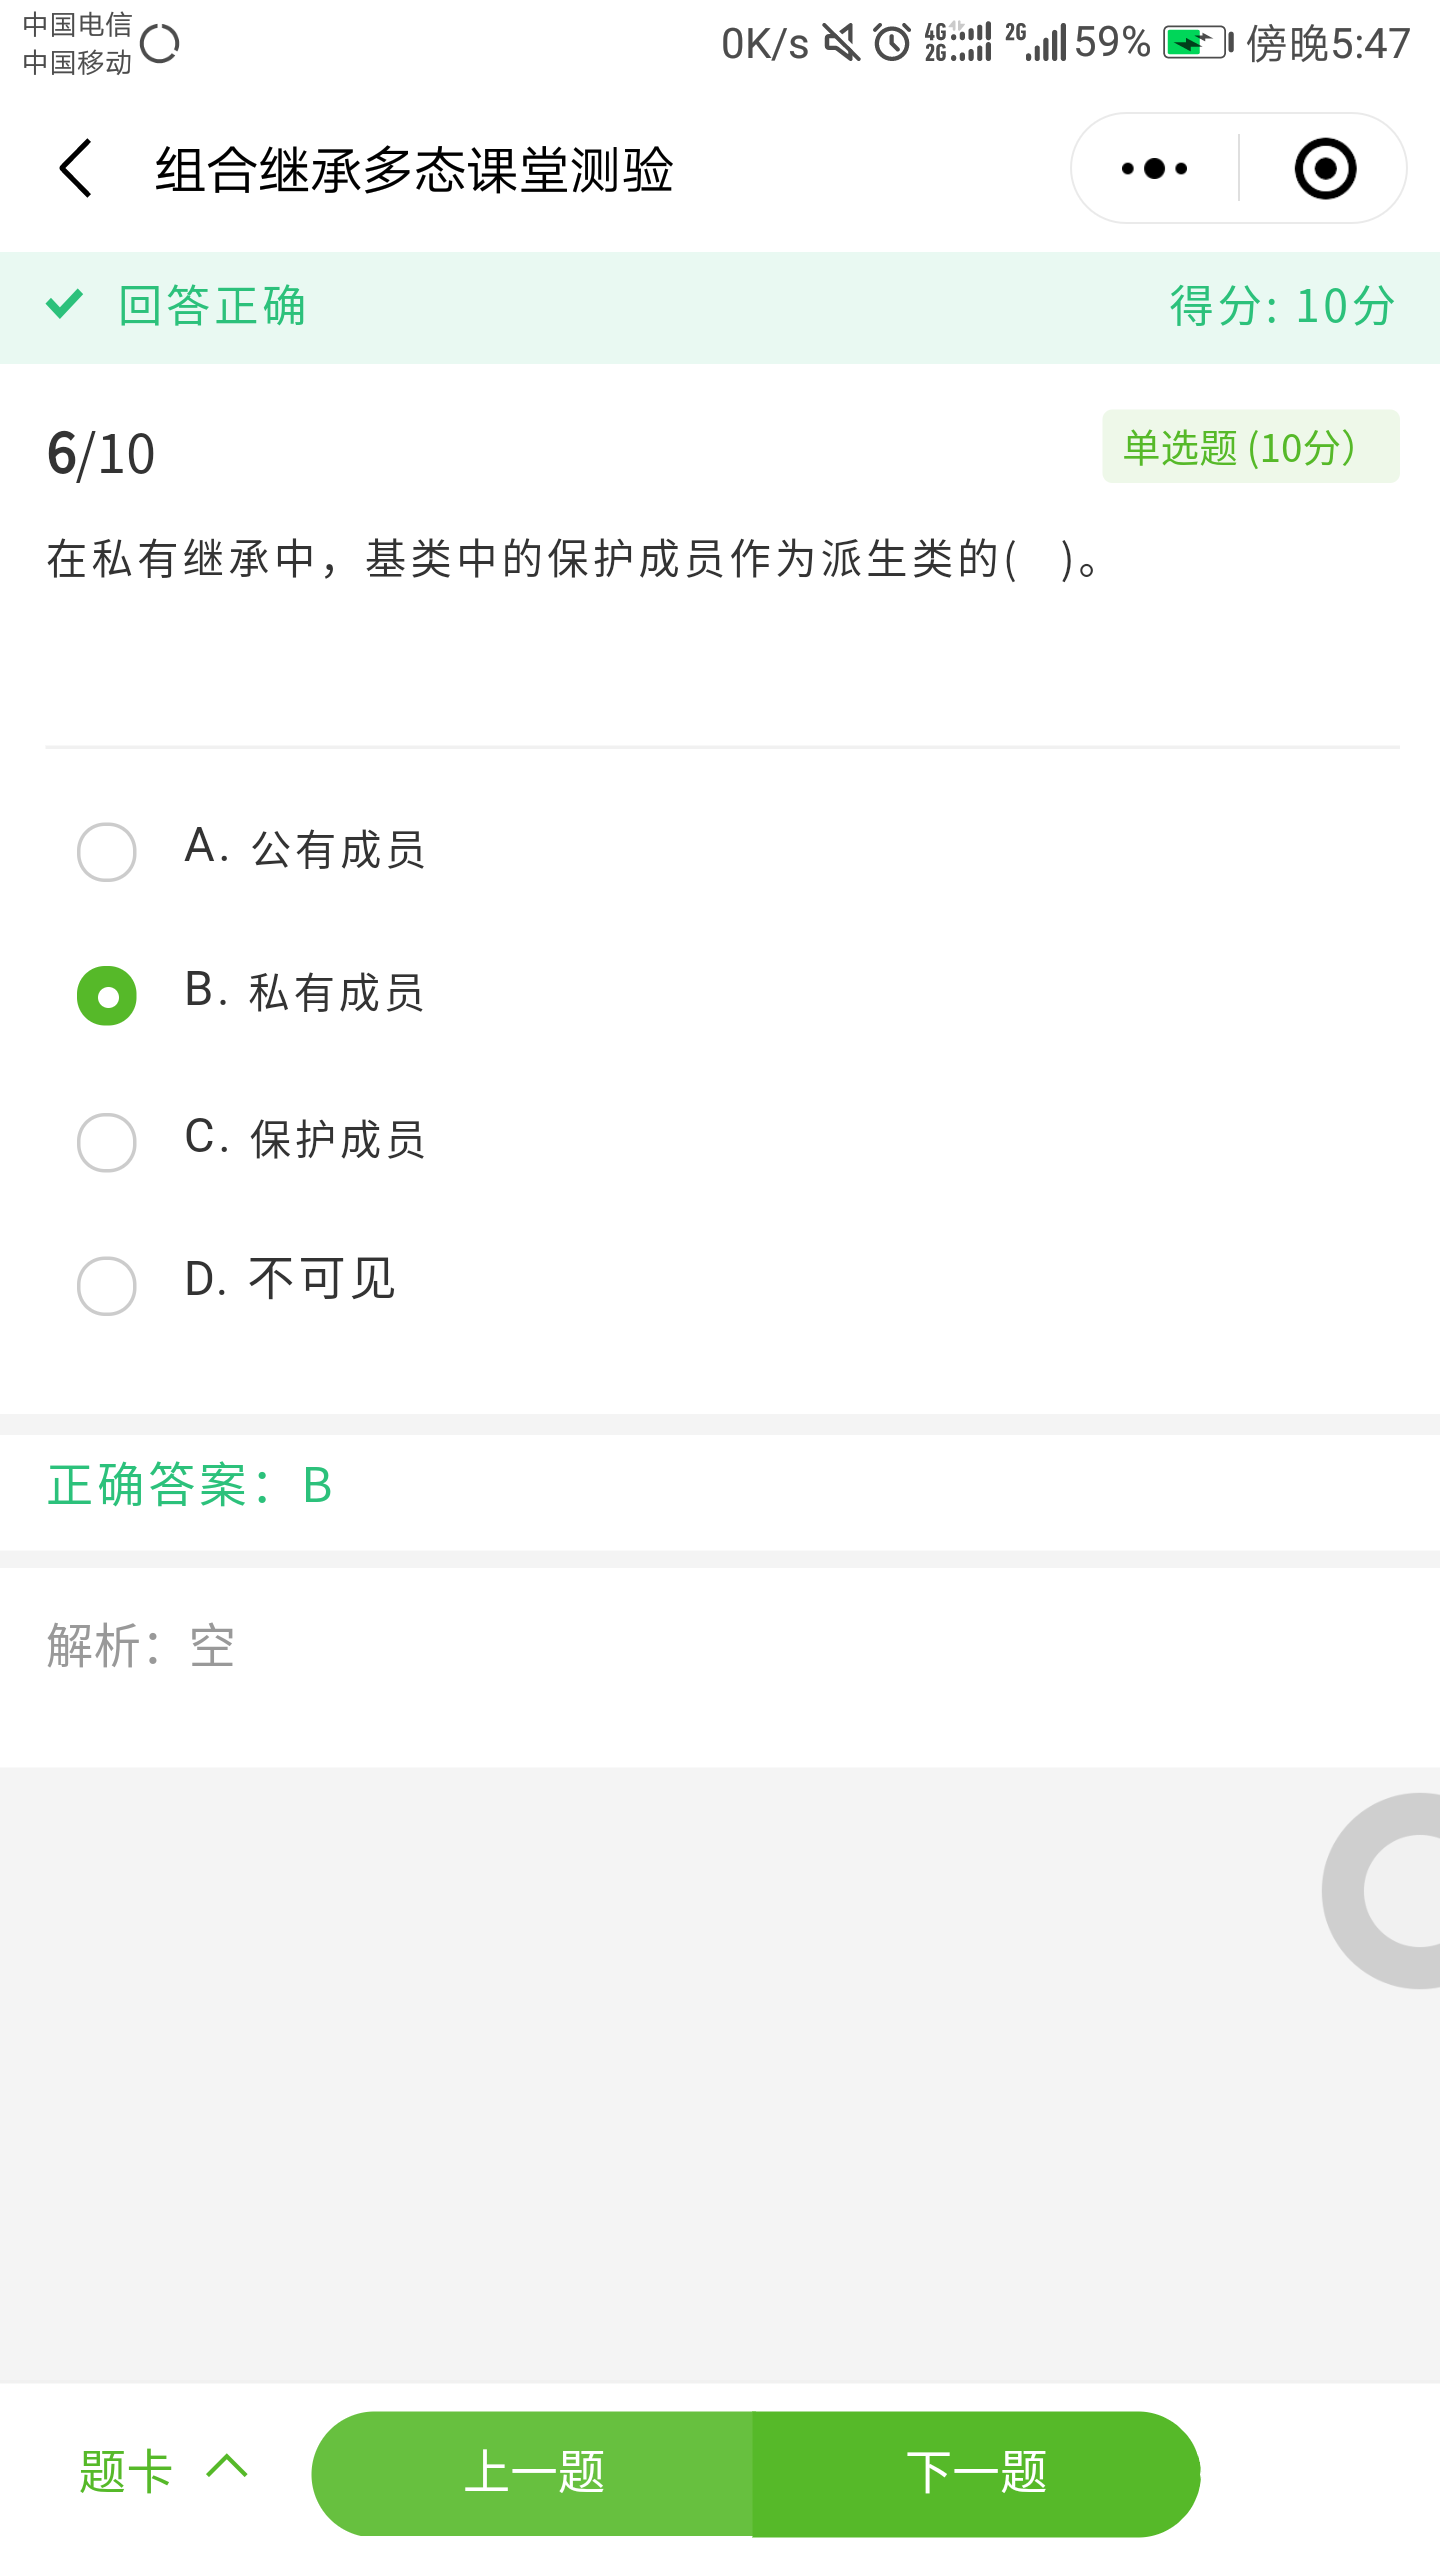 中国电信
中国移动
0K/s 4G 2G 2G 59% 傍晚5:47
组合继承多态课堂测验
回答正确 得分: 10分
6/10 单选题 (10分）
在私有继承中，基类中的保护成员作为派生类的( )。
A. 公有成员
B. 私有成员
C. 保护成员
D. 不可见
正确答案：B
解析：空
题卡 上一题 下一题